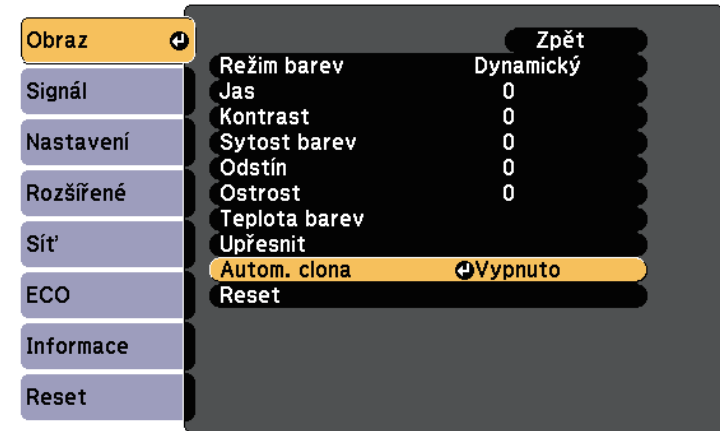 Obraz
Signál
Nastavení
Rozšířené
Síť
ECO
Informace
Reset
Zpět
Režim barev Dynamický
Jas 0
Kontrast 0
Sytost barev 0
Odstín 0
Ostrost 0
Teplota barev
Upřesnit
Autom. clona Vypnuto
Reset